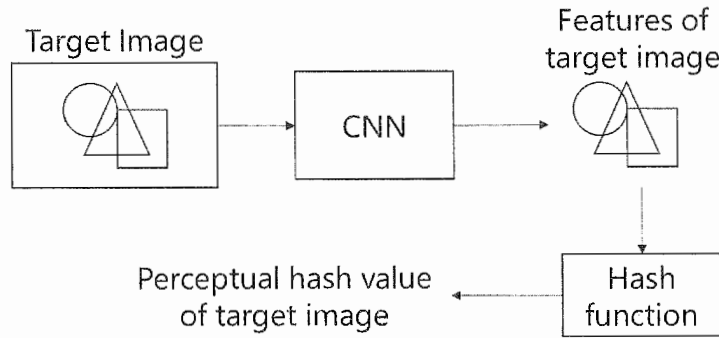 Target Image
CNN
Features of
target image
Hash
function
Perceptual hash value
of target image